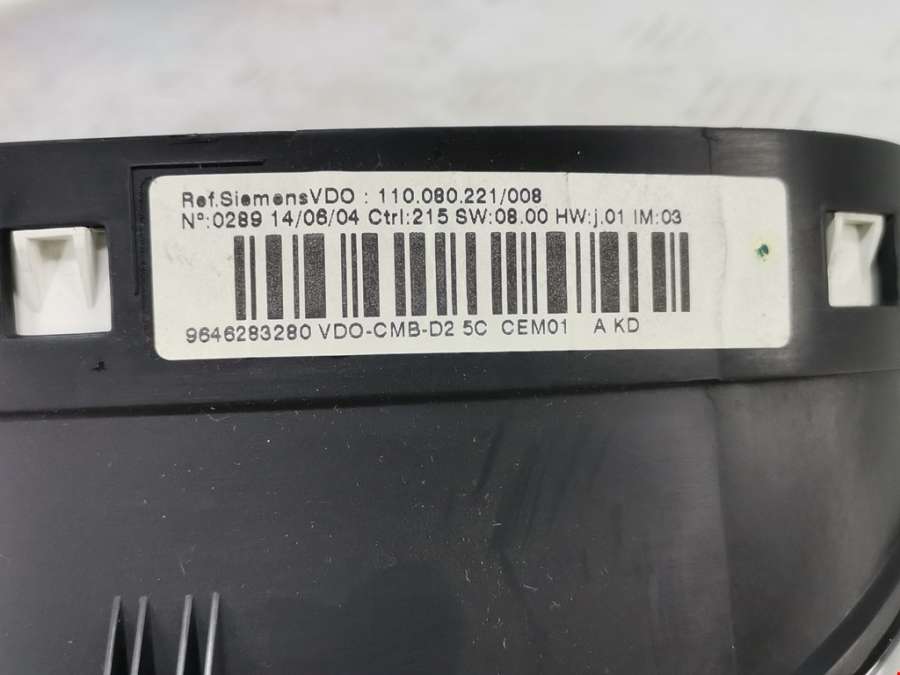 Ref.SiemensVDO : 110.080.221/008
Nº:0289 14/06/04 Ctrl:215 SW:08.00 HW:j.01 IM:03
9646283280 VDO-CMB-D2 5C CEM01 A KD